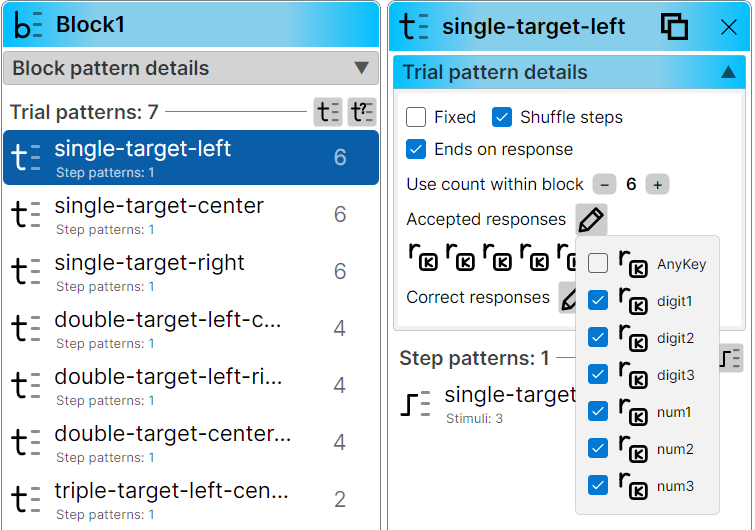 Block1
Block pattern details
Trial patterns: 7
single-target-left
6
Step patterns: 1
single-target-center
6
Step patterns: 1
single-target-right
6
Step patterns: 1
double-target-left-c...
4
Step patterns: 1
double-target-left-ri...
4
Step patterns: 1
double-target-center...
4
Step patterns: 1
triple-target-left-cen...
2
Step patterns: 1
single-target-left
Trial pattern details
Fixed
Shuffle steps
Ends on response
Use count within block
− 6 +
Accepted responses
Correct responses
AnyKey
digit1
digit2
digit3
num1
num2
num3
Step patterns: 1
single-target
Stimuli: 3